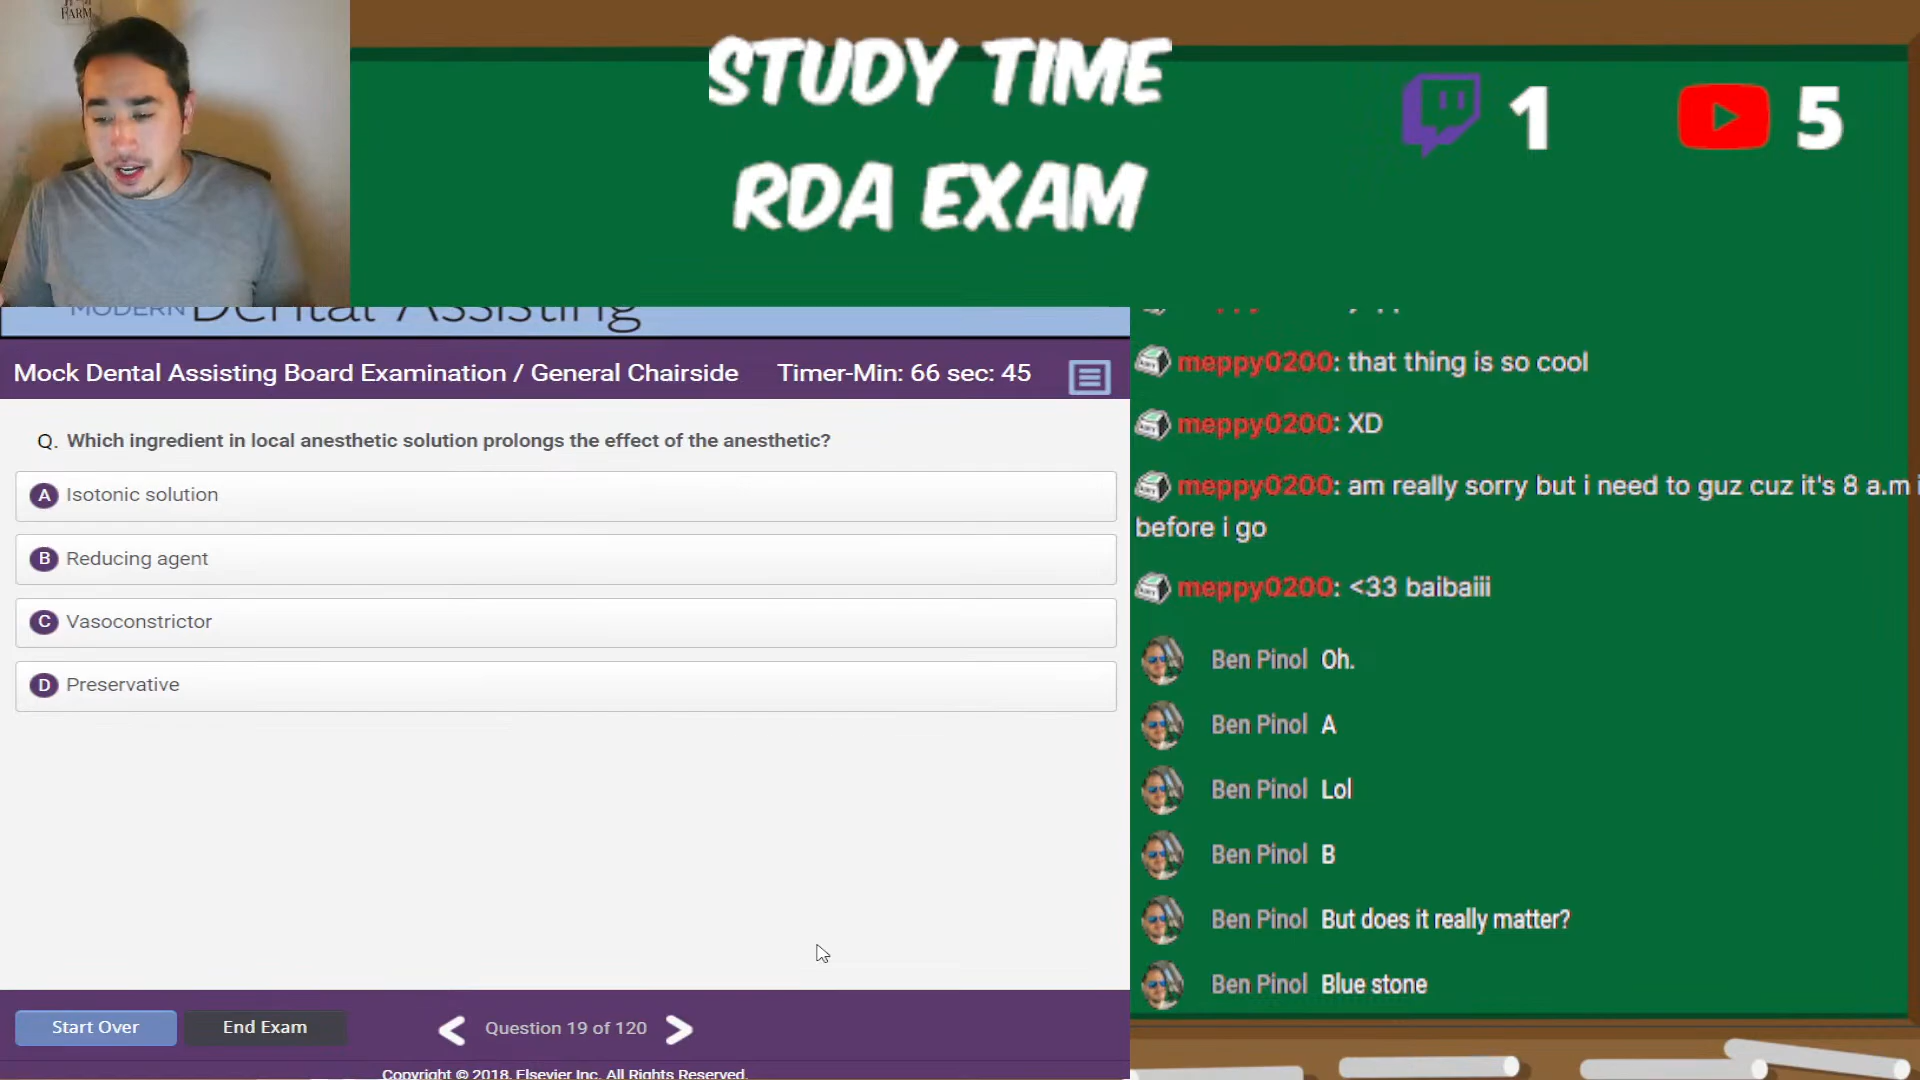 FARM
STUDY TIME
RDA EXAM
1
5
MODERN Dental Assisting
Mock Dental Assisting Board Examination / General Chairside
Timer-Min: 66 sec: 45
Q. Which ingredient in local anesthetic solution prolongs the effect of the anesthetic?
A Isotonic solution
B Reducing agent
C Vasoconstrictor
D Preservative
Start Over
End Exam
Question 19 of 120
Copyright © 2018, Elsevier Inc. All Rights Reserved.
meppy0200: that thing is so cool
meppy0200: XD
meppy0200: am really sorry but i need to guz cuz it's 8 a.m
before i go
meppy0200: <33 baibaiii
Ben Pinol Oh.
Ben Pinol A
Ben Pinol Lol
Ben Pinol B
Ben Pinol But does it really matter?
Ben Pinol Blue stone